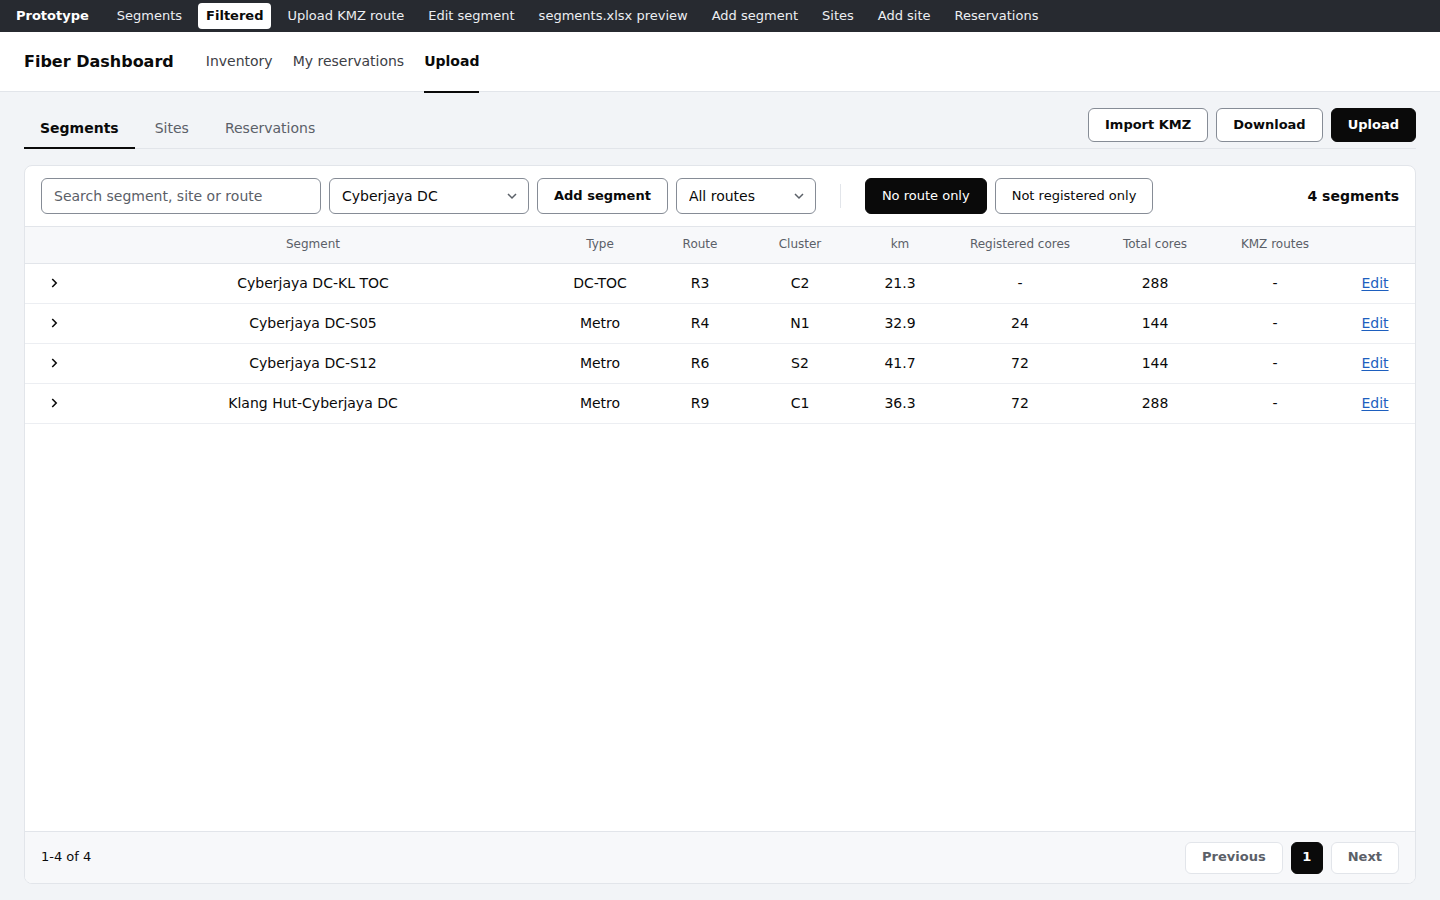 Prototype Segments Filtered Upload KMZ route Edit segment segments.xlsx preview Add segment Sites Add site Reservations
Fiber Dashboard Inventory My reservations Upload
Segments Sites Reservations Import KMZ Download Upload
Search segment, site or route Cyberjaya DC Add segment All routes No route only Not registered only 4 segments
Segment Type Route Cluster km Registered cores Total cores KMZ routes
Cyberjaya DC-KL TOC DC-TOC R3 C2 21.3 - 288 - Edit
Cyberjaya DC-S05 Metro R4 N1 32.9 24 144 - Edit
Cyberjaya DC-S12 Metro R6 S2 41.7 72 144 - Edit
Klang Hut-Cyberjaya DC Metro R9 C1 36.3 72 288 - Edit
1-4 of 4 Previous 1 Next